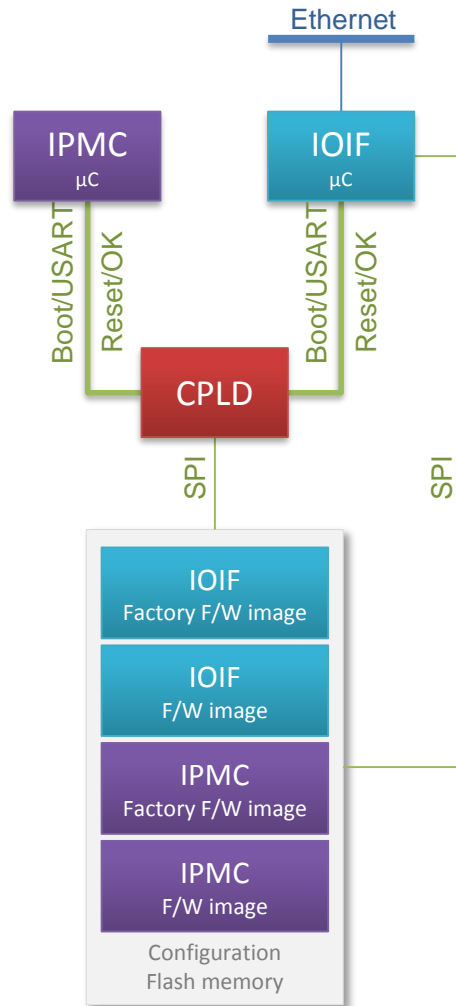 Ethernet
IPMC
µC
IOIF
µC
Boot/USART
Reset/OK
Boot/USART
Reset/OK
CPLD
SPI
SPI
IOIF
Factory F/W image
IOIF
F/W image
IPMC
Factory F/W image
IPMC
F/W image
Configuration
Flash memory